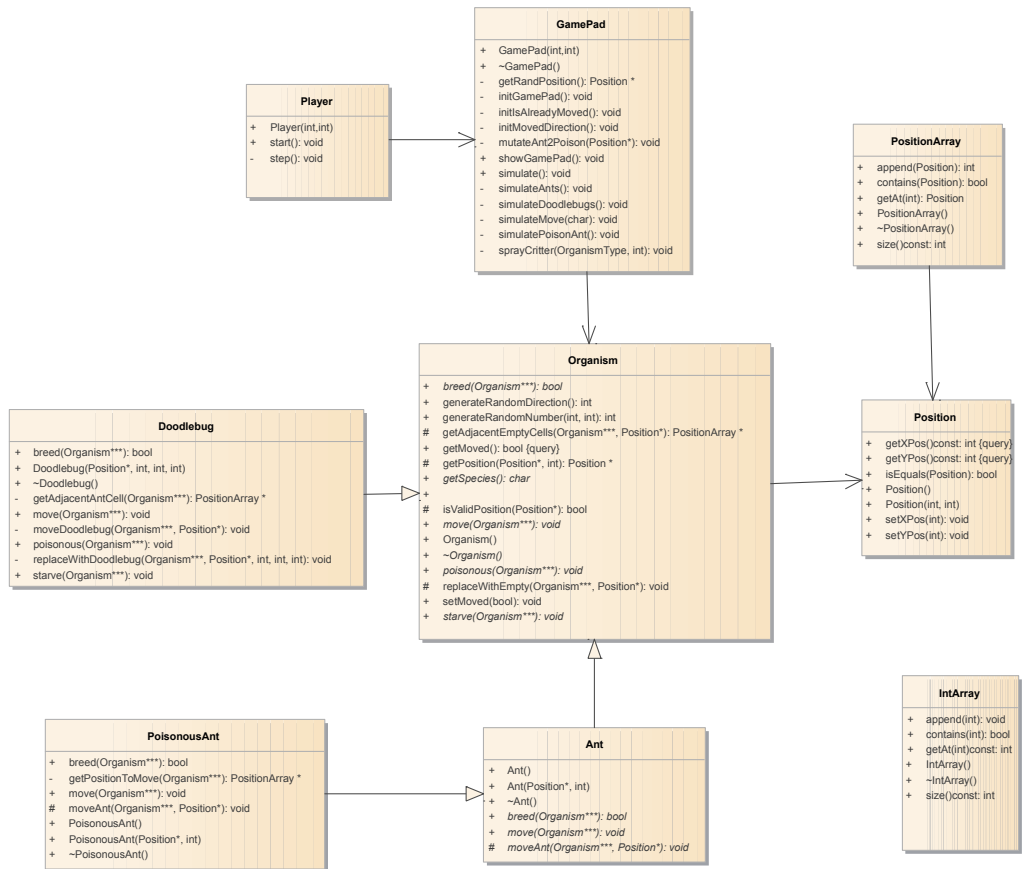 GamePad
+ GamePad(int,int)
+ ~GamePad()
- getRandPosition(): Position *
- initGamePad(): void
- initIsAlreadyMoved(): void
- initMovedDirection(): void
- mutateAnt2Poison(Position*): void
+ showGamePad(): void
+ simulate(): void
- simulateAnts(): void
- simulateDoodlebugs(): void
- simulateMove(char): void
- simulatePoisonAnt(): void
- sprayCritter(OrganismType, int): void
Player
+ Player(int,int)
+ start(): void
- step(): void
PositionArray
+ append(Position): int
+ contains(Position): bool
+ getAt(int): Position
+ PositionArray()
+ ~PositionArray()
+ size()const: int
Organism
+ breed(Organism***): bool
+ generateRandomDirection(): int
+ generateRandomNumber(int, int): int
# getAdjacentEmptyCells(Organism***, Position*): PositionArray *
+ getMoved(): bool {query}
# getPosition(Position*, int): Position *
+ getSpecies(): char
+
# isValidPosition(Position*): bool
+ move(Organism***): void
+ Organism()
+ ~Organism()
+ poisonous(Organism***): void
# replaceWithEmpty(Organism***, Position*): void
+ setMoved(bool): void
+ starve(Organism***): void
Doodlebug
+ breed(Organism***): bool
+ Doodlebug(Position*, int, int, int)
+ ~Doodlebug()
- getAdjacentAntCell(Organism***): PositionArray *
+ move(Organism***): void
- moveDoodlebug(Organism***, Position*): void
+ poisonous(Organism***): void
- replaceWithDoodlebug(Organism***, Position*, int, int, int): void
+ starve(Organism***): void
Position
+ getXPos()const: int {query}
+ getYPos()const: int {query}
+ isEquals(Position): bool
+ Position()
+ Position(int, int)
+ setXPos(int): void
+ setYPos(int): void
PoisonousAnt
+ breed(Organism***): bool
- getPositionToMove(Organism***): PositionArray *
+ move(Organism***): void
# moveAnt(Organism***, Position*): void
+ PoisonousAnt()
+ PoisonousAnt(Position*, int)
+ ~PoisonousAnt()
Ant
+ Ant()
+ Ant(Position*, int)
+ ~Ant()
+ breed(Organism***): bool
+ move(Organism***): void
# moveAnt(Organism***, Position*): void
IntArray
+ append(int): void
+ contains(int): bool
+ getAt(int)const: int
+ IntArray()
+ ~IntArray()
+ size()const: int